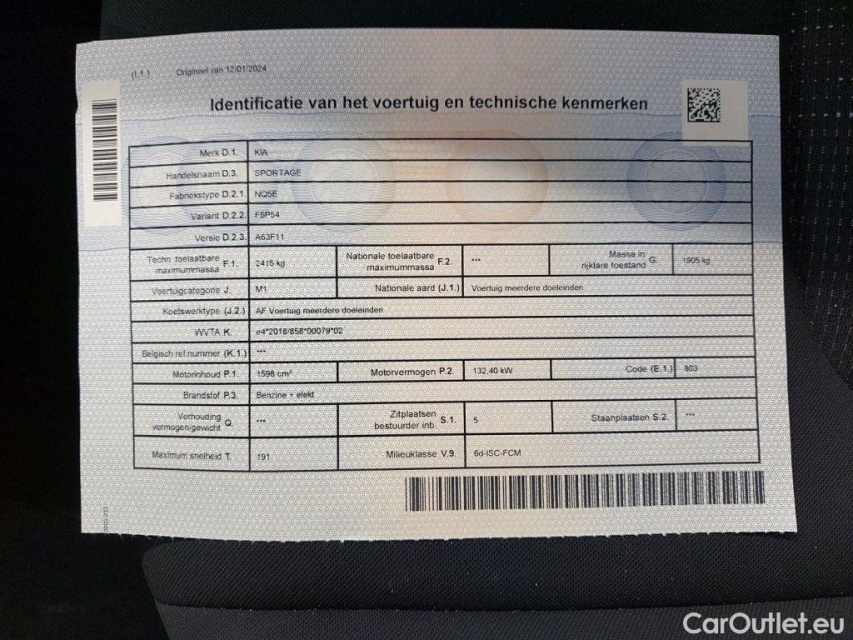 (I.1.) Origineel van 12/01/2024
Identificatie van het voertuig en technische kenmerken
Merk D.1. KIA
Handelsnaam D.3. SPORTAGE
Fabriekstype D.2.1. NQ5E
Variant D.2.2. F5P54
Versie D.2.3. A63F11
Techn toelaatbare maximummassa F.1. 2415 kg Nationale toelaatbare maximummassa F.2. *** Massa in rijklare toestand G. 1905 kg
Voertuigcategorie J. M1 Nationale aard (J.1.) Voertuig meerdere doeleinden
Koetswerktype (J.2.) AF Voertuig meerdere doeleinden
WVTA K. e4*2018/858*00079*02
Belgisch ref.nummer (K.1.) ***
Motorinhoud P.1. 1598 cm³ Motorvermogen P.2. 132.40 kW Code (E.1.) 803
Brandstof P.3. Benzine + elekt
Verhouding vermogen/gewicht Q. *** Zitplaatsen bestuurder inb. S.1. 5 Staanplaatsen S.2. ***
Maximum snelheid T. 191 Milieuklasse V.9. 6d-ISC-FCM
CarOutlet.eu